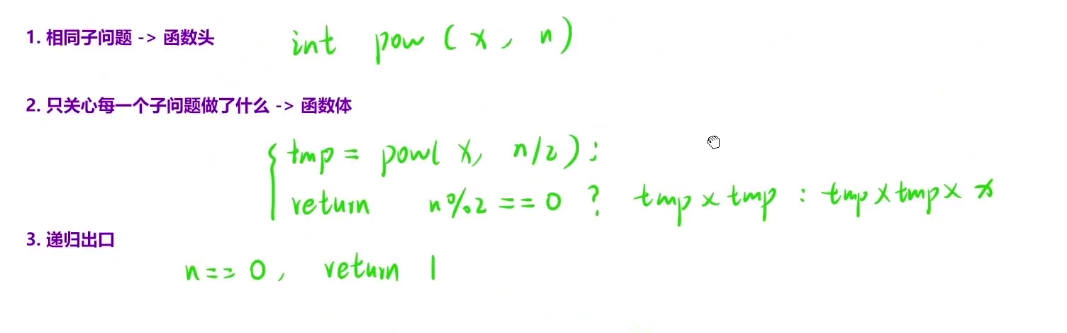 1. 相同子问题 -> 函数头 int pow (x, n)
2. 只关心每一个子问题做了什么 -> 函数体
tmp = pow( x, n/2);
return n%2 == 0 ? tmp × tmp : tmp × tmp × x
3. 递归出口
n == 0, return 1